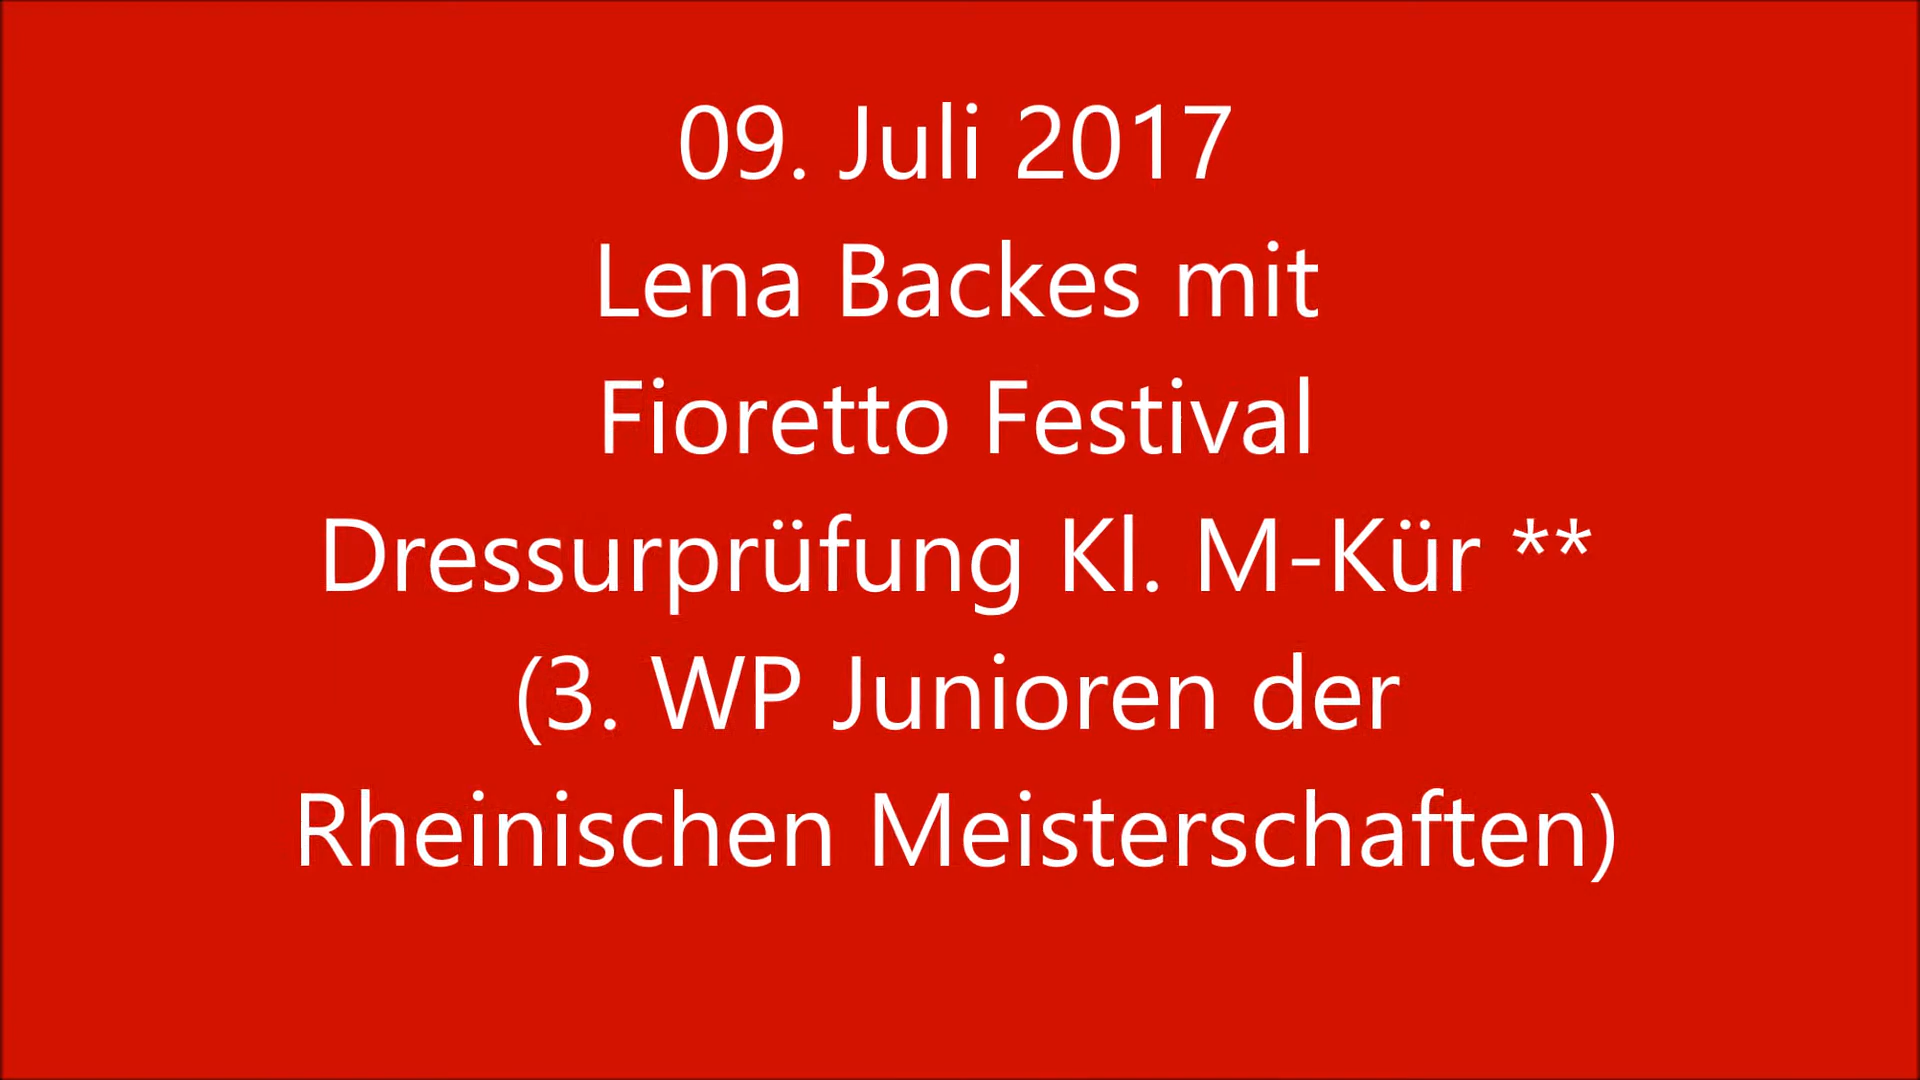 09. Juli 2017
Lena Backes mit
Fioretto Festival
Dressurprüfung Kl. M-Kür **
(3. WP Junioren der
Rheinischen Meisterschaften)